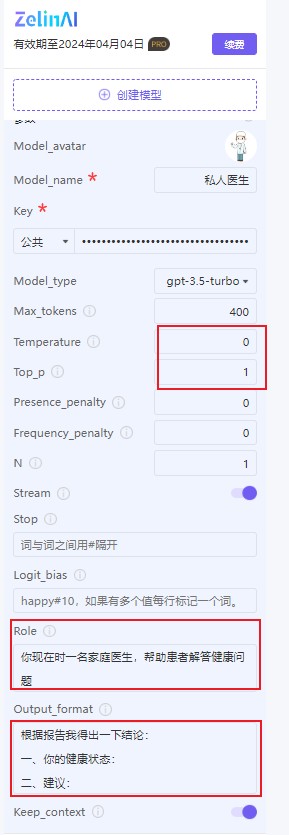 ZelinAI
有效期至2024年04月04日 PRO 续费
创建模型
Model_avatar
Model_name * 私人医生
Key *
公共 ••••••••••••••••••••••••••••••••••
Model_type gpt-3.5-turbo
Max_tokens 400
Temperature 0
Top_p 1
Presence_penalty 0
Frequency_penalty 0
N 1
Stream
Stop
词与词之间用#隔开
Logit_bias
happy#10，如果有多个值每行标记一个词。
Role
你现在时一名家庭医生，帮助患者解答健康问
题
Output_format
根据报告我得出一下结论：
一、你的健康状态：
二、建议：
Keep_context